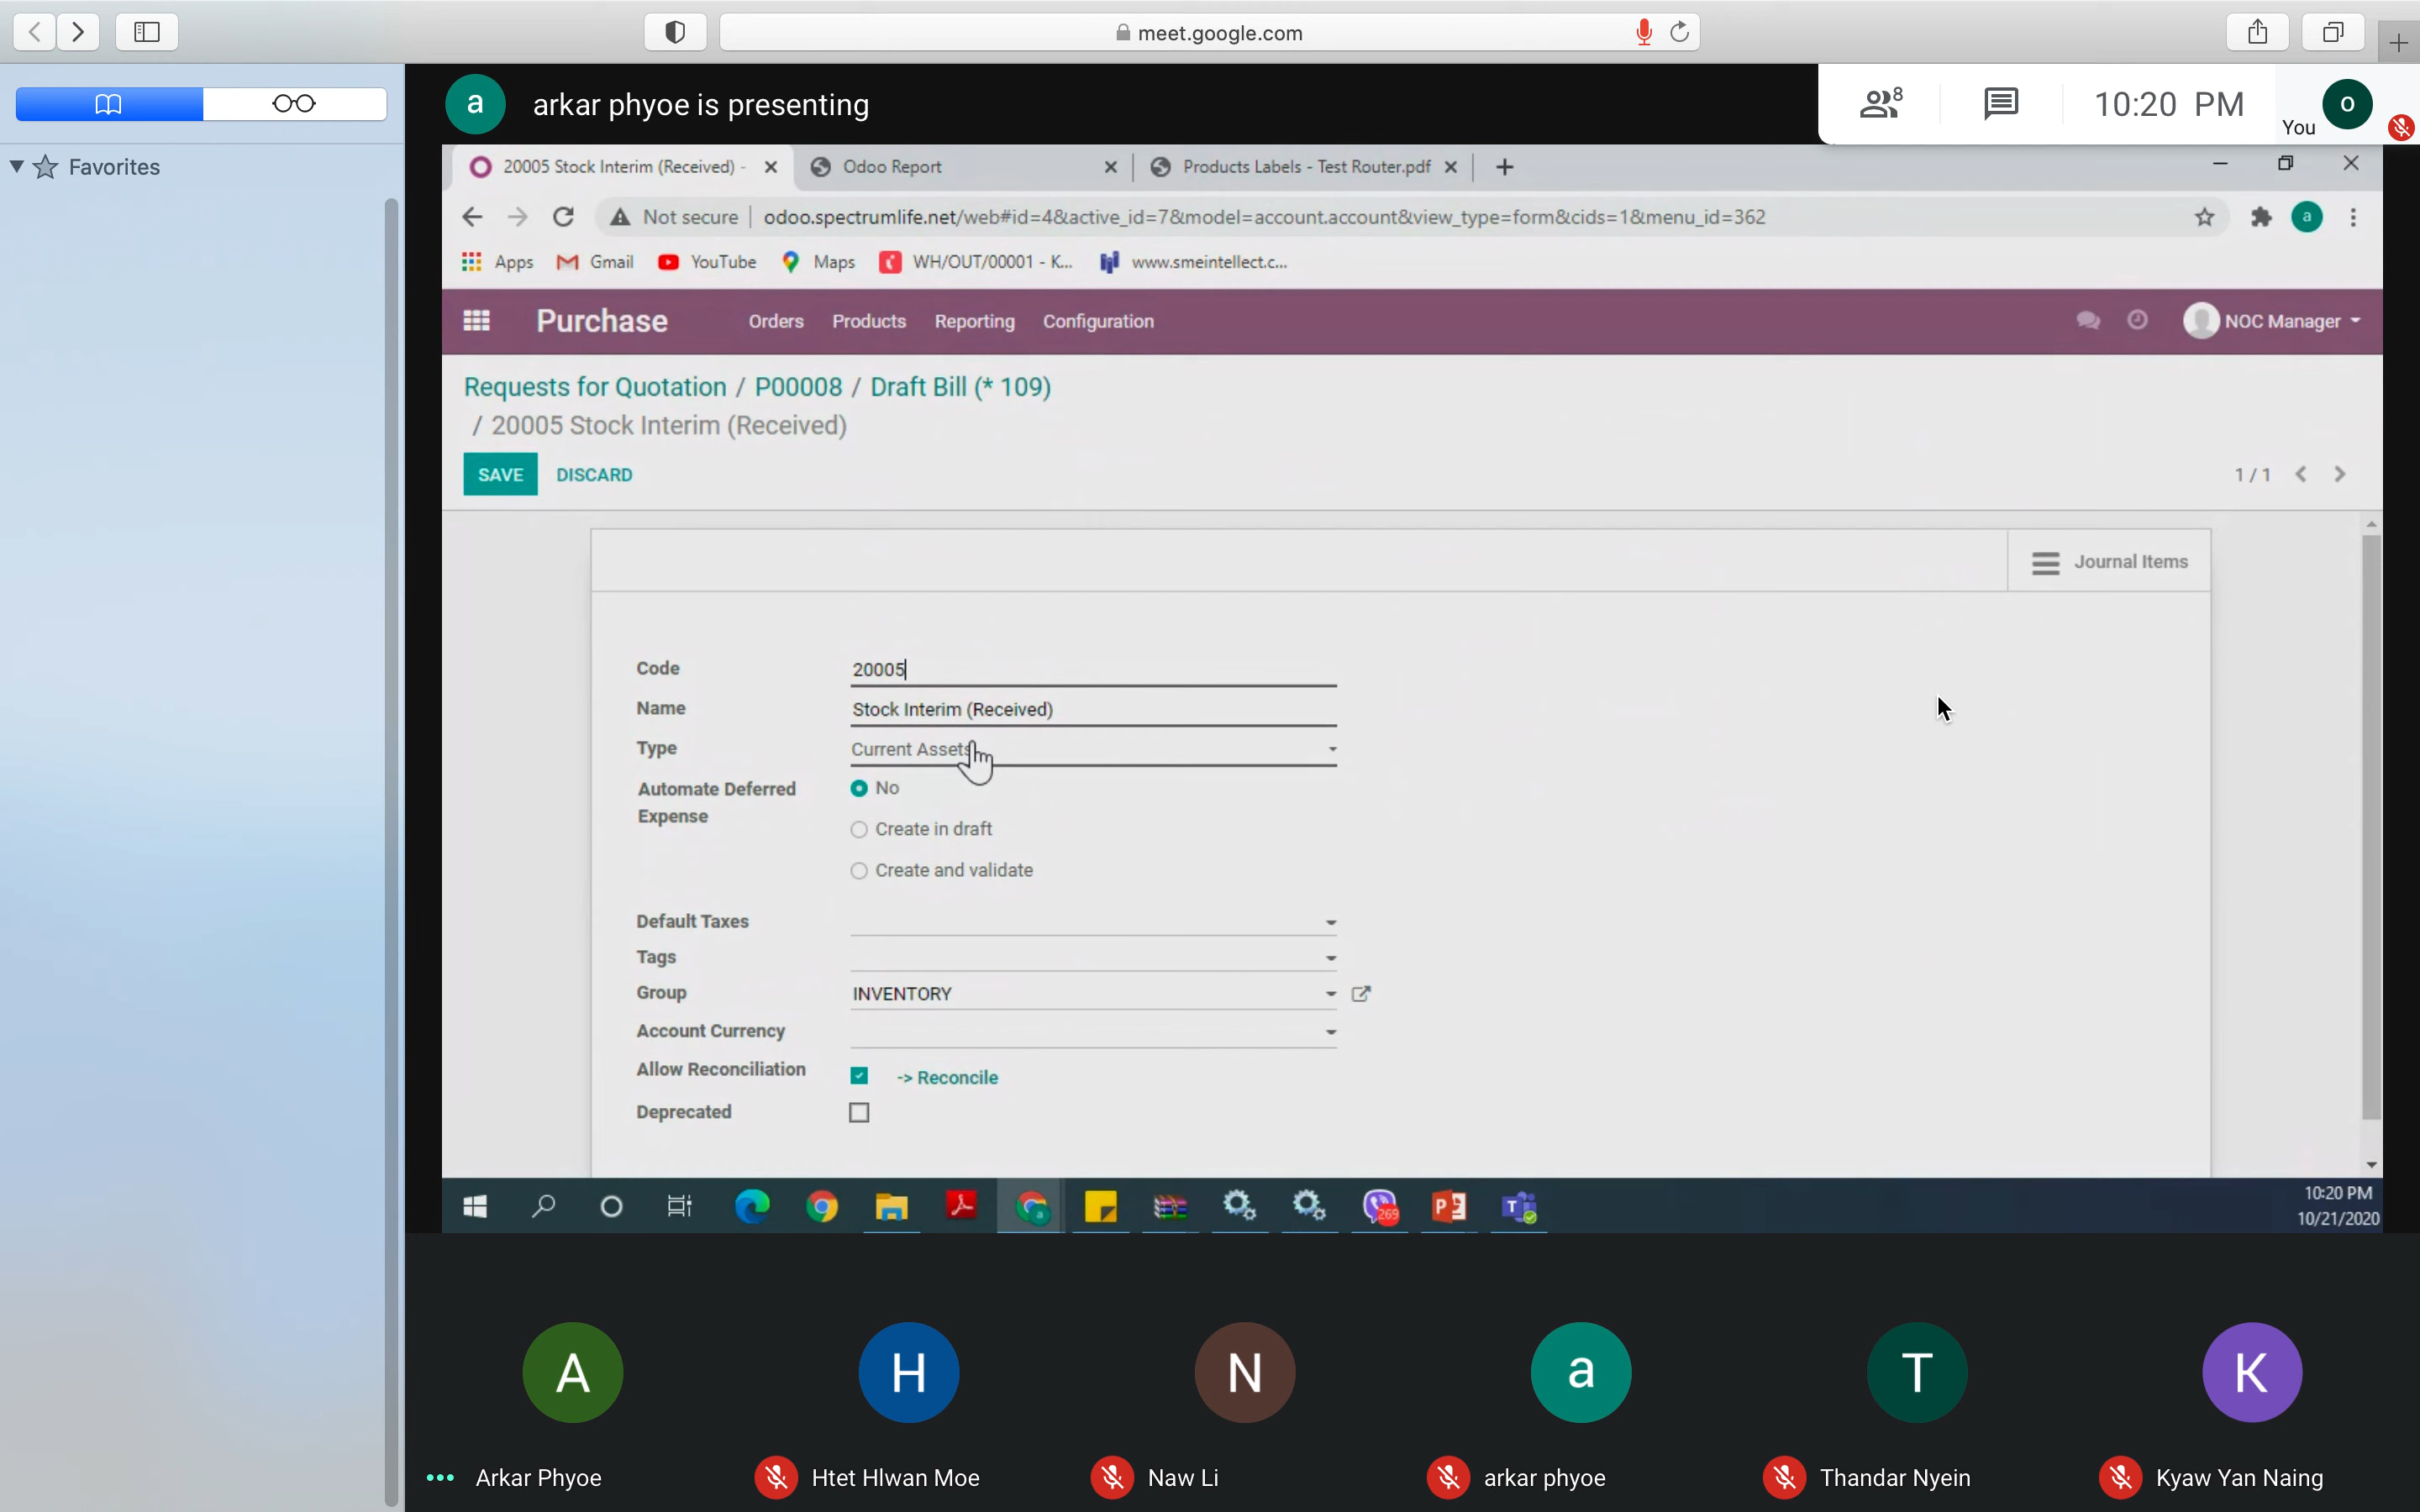 meet.google.com
Favorites
a
arkar phyoe is presenting
8
10:20 PM
You
o
20005 Stock Interim (Received) -
Odoo Report
Products Labels - Test Router.pdf
Not secure
odoo.spectrumlife.net/web#id=4&active_id=7&model=account.account&view_type=form&cids=1&menu_id=362
a
Apps
Gmail
YouTube
Maps
WH/OUT/00001 - K...
www.smeintellect.c...
Purchase
Orders
Products
Reporting
Configuration
NOC Manager
Requests for Quotation / P00008 / Draft Bill (* 109)
/ 20005 Stock Interim (Received)
SAVE
DISCARD
1 / 1
Journal Items
Code
20005
Name
Stock Interim (Received)
Type
Current Assets
Automate Deferred
Expense
No
Create in draft
Create and validate
Default Taxes
Tags
Group
INVENTORY
Account Currency
Allow Reconciliation
-> Reconcile
Deprecated
269
10:20 PM
10/21/2020
A
H
N
a
T
K
Arkar Phyoe
Htet Hlwan Moe
Naw Li
arkar phyoe
Thandar Nyein
Kyaw Yan Naing